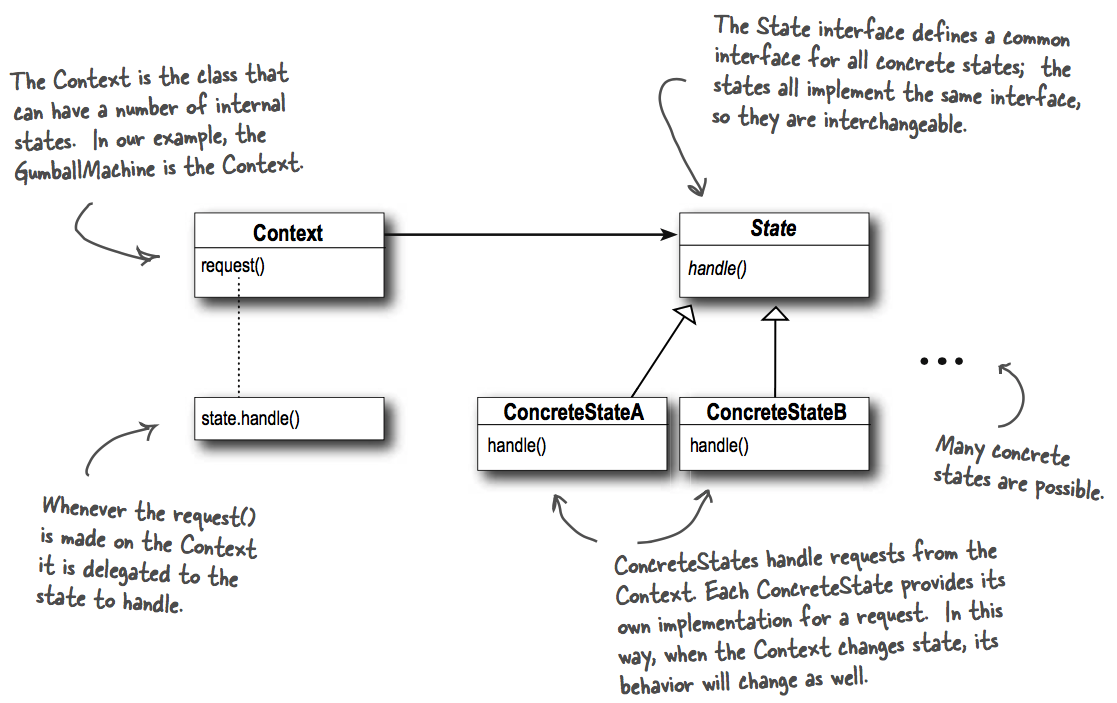 The Context is the class that
can have a number of internal
states. In our example, the
GumballMachine is the Context.
The State interface defines a common
interface for all concrete states; the
states all implement the same interface,
so they are interchangeable.
Context
request()
State
handle()
state.handle()
ConcreteStateA
handle()
ConcreteStateB
handle()
• • •
Many concrete
states are possible.
Whenever the request()
is made on the Context
it is delegated to the
state to handle.
ConcreteStates handle requests from the
Context. Each ConcreteState provides its
own implementation for a request. In this
way, when the Context changes state, its
behavior will change as well.